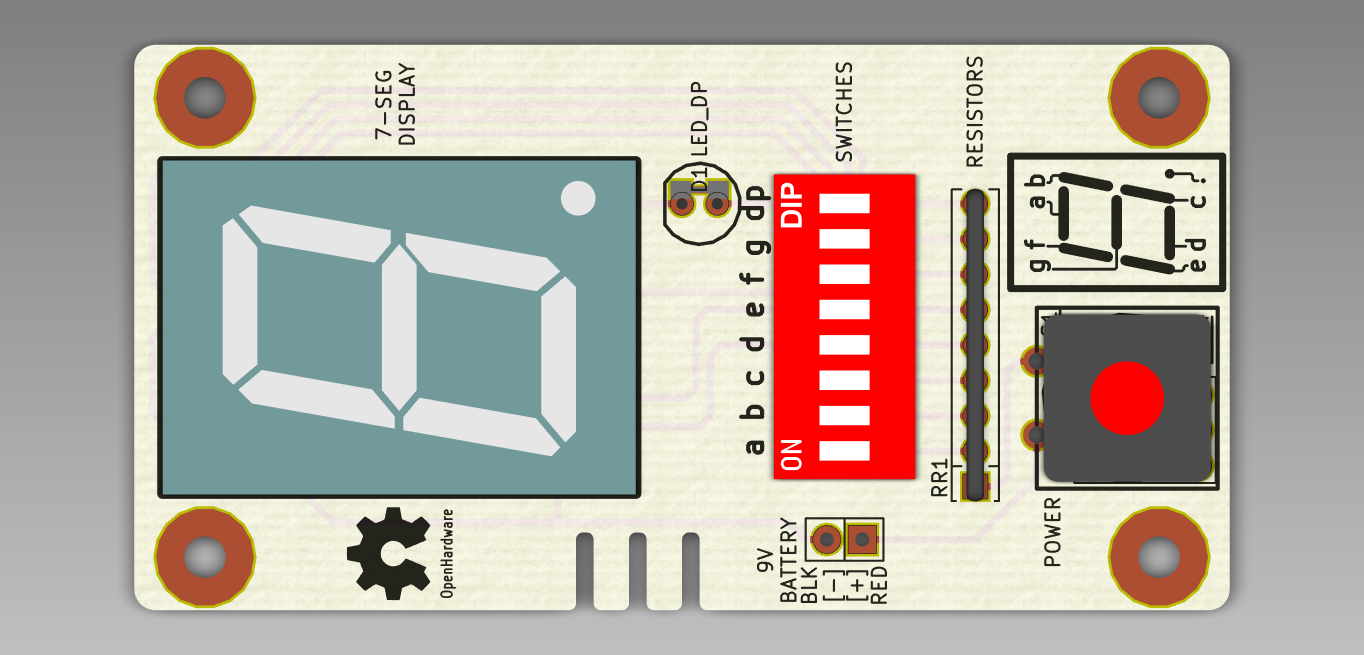 7-SEG
DISPLAY
D1
LED_DP
SWITCHES
RESISTORS
DIP
ON
dp
g
f
e
d
c
b
a
b
a
g
f
.
c
d
e
RR1
POWER
9V
BATTERY
BLK
[-]
[+]
RED
OpenHardware